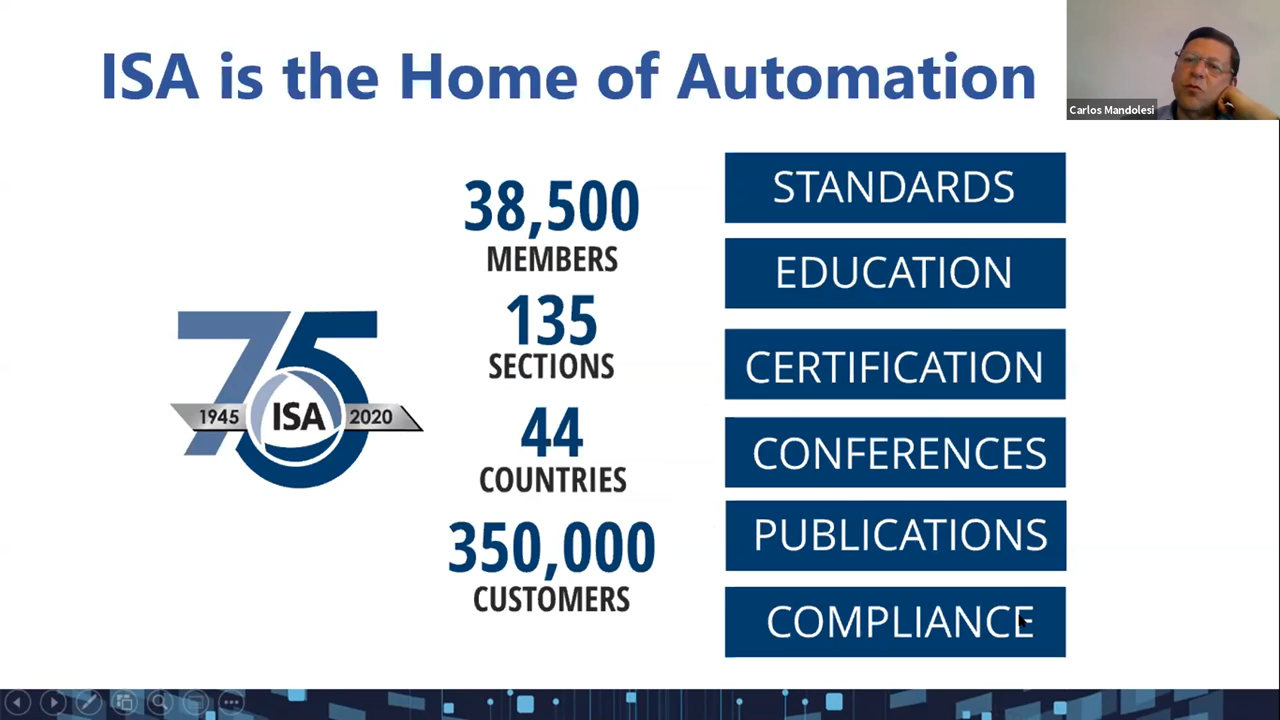 ISA is the Home of Automation
Carlos Mandolesi
38,500
MEMBERS
135
SECTIONS
44
COUNTRIES
350,000
CUSTOMERS
75
1945 ISA 2020
STANDARDS
EDUCATION
CERTIFICATION
CONFERENCES
PUBLICATIONS
COMPLIANCE